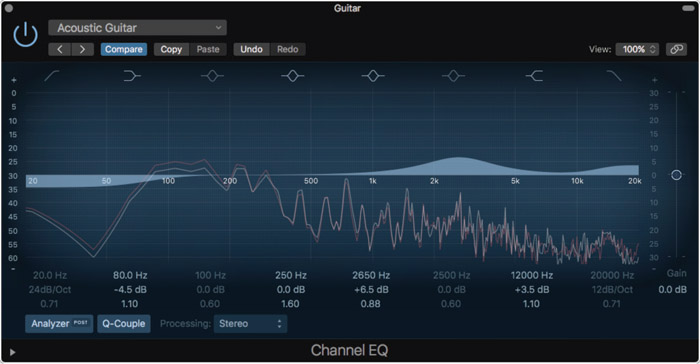 Guitar
Acoustic Guitar
Compare Copy Paste Undo Redo View: 100%
+ +
0 30
5 25
10 20
15 15
20 10
25 5
30 0
20 50 100 200 500 1k 2k 5k 10k 20k
35 5
40 10
45 15
50 20
55 25
60 30
- -
20.0 Hz 80.0 Hz 100 Hz 250 Hz 2650 Hz 2500 Hz 12000 Hz 20000 Hz Gain
24dB/Oct -4.5 dB 0.0 dB 0.0 dB +6.5 dB 0.0 dB +3.5 dB 12dB/Oct 0.0 dB
0.71 1.10 0.60 1.60 0.88 0.60 1.10 0.71
Analyzer POST Q-Couple Processing: Stereo
Channel EQ